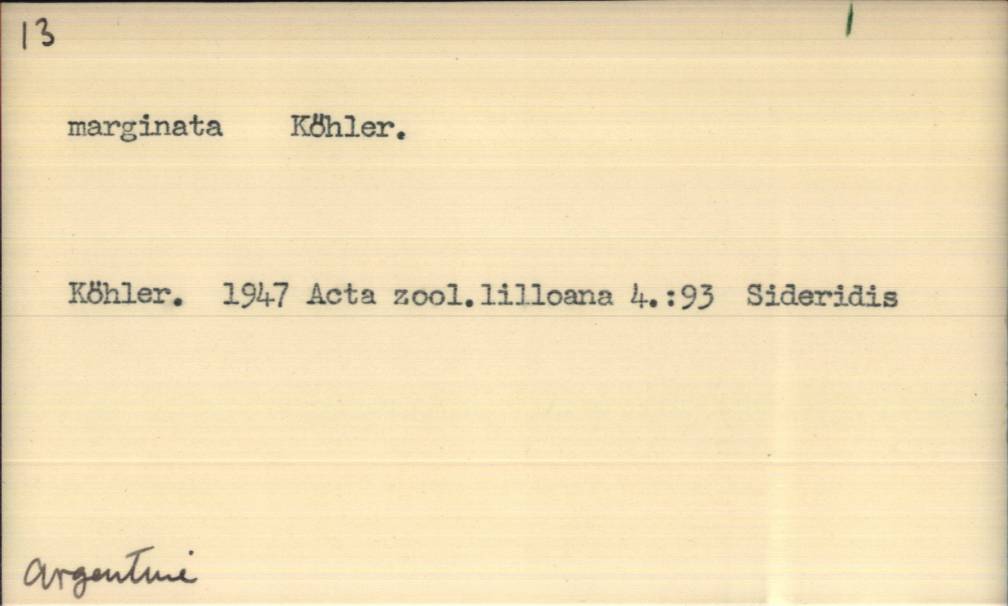 13
marginata Köhler.
Köhler. 1947 Acta zool.lilloana 4.:93 Sideridis
Argentine